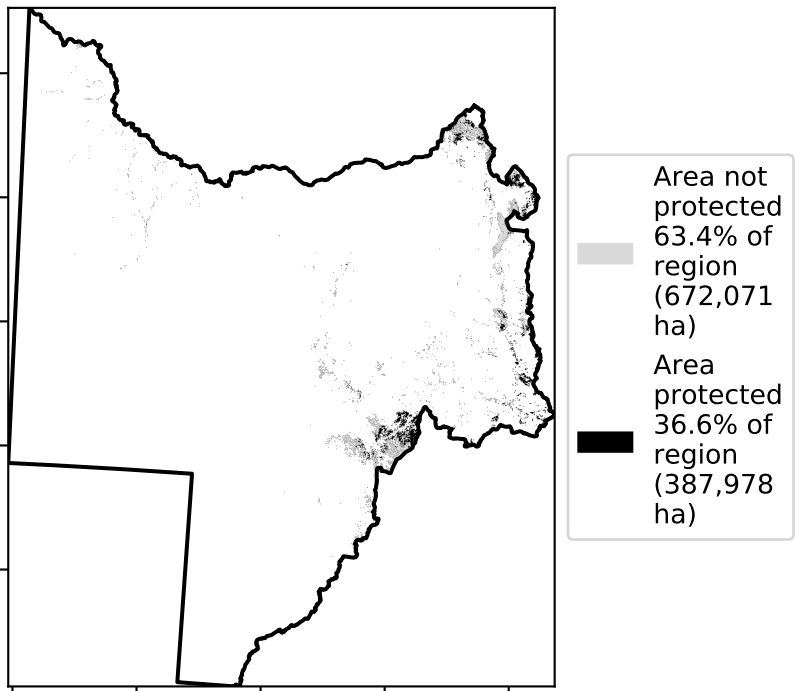 Area not
protected
63.4% of
region
(672,071
ha)
Area
protected
36.6% of
region
(387,978
ha)